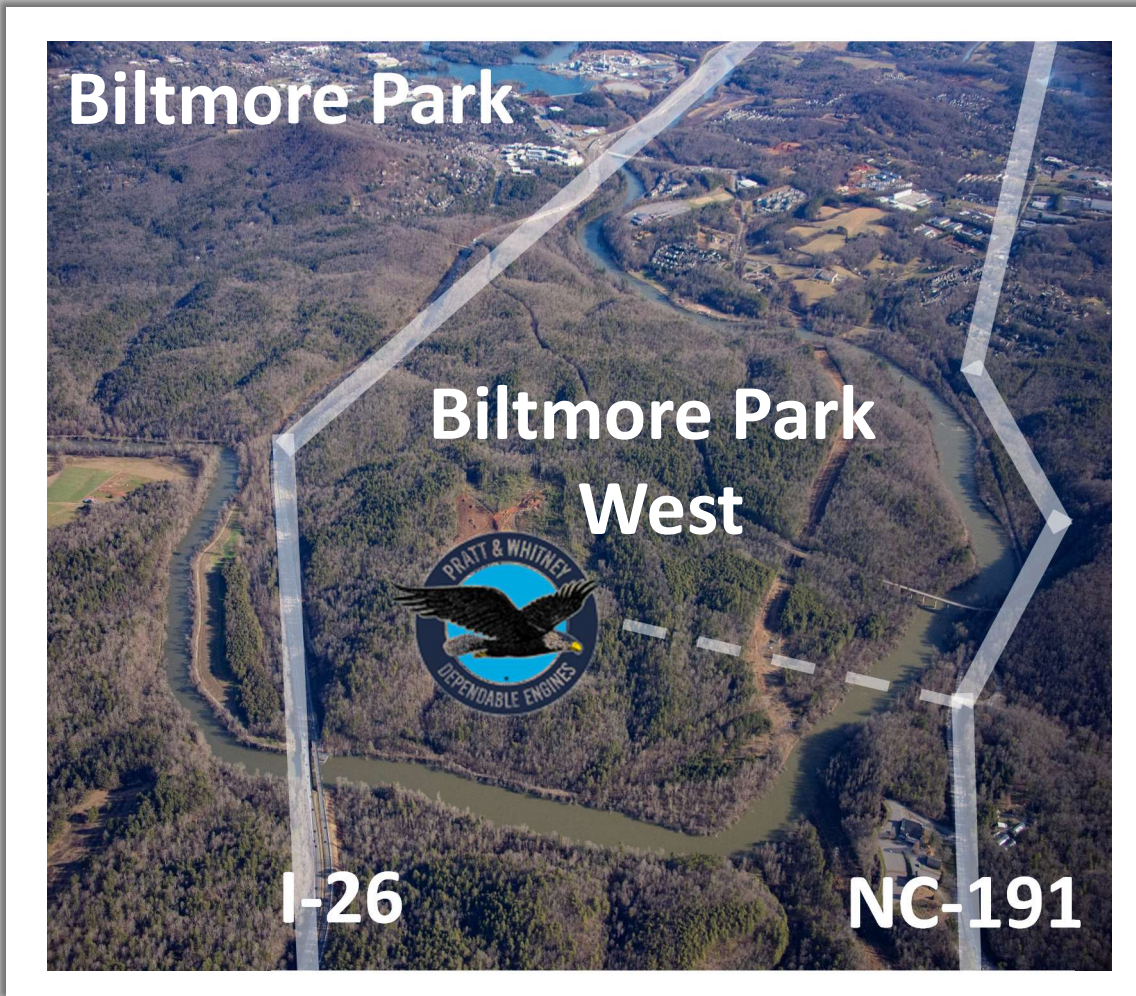 Biltmore Park
Biltmore Park
West
PRATT & WHITNEY
DEPENDABLE ENGINES
I-26
NC-191